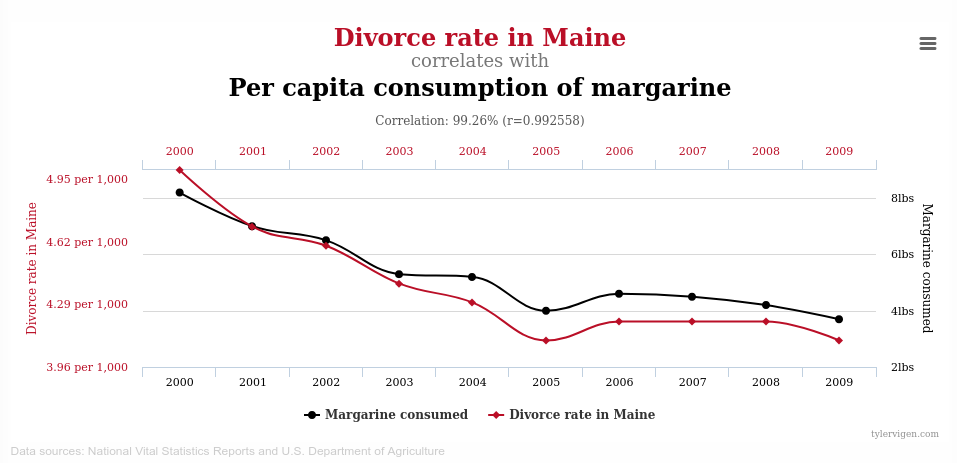 Divorce rate in Maine
correlates with
Per capita consumption of margarine
Correlation: 99.26% (r=0.992558)
2000 2001 2002 2003 2004 2005 2006 2007 2008 2009
4.95 per 1,000
4.62 per 1,000
4.29 per 1,000
3.96 per 1,000
Divorce rate in Maine
8lbs
6lbs
4lbs
2lbs
Margarine consumed
2000 2001 2002 2003 2004 2005 2006 2007 2008 2009
Margarine consumed Divorce rate in Maine
tylervigen.com
Data sources: National Vital Statistics Reports and U.S. Department of Agriculture